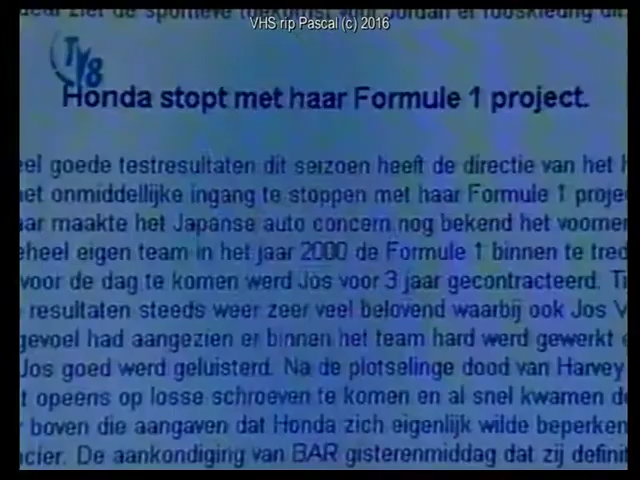 VHS rip Pascal (c) 2016
TV8
Honda stopt met haar Formule 1 project.
eel goede testresultaten dit seizoen heeft de directie van het
et onmiddellijke ingang te stoppen met haar Formule 1 proje
ar maakte het Japanse auto concern nog bekend het voorne
eheel eigen team in het jaar 2000 de Formule 1 binnen te tred
voor de dag te komen werd Jos voor 3 jaar gecontracteerd. Ti
resultaten steeds weer zeer veel belovend waarbij ook Jos V
gevoel had aangezien er binnen het team hard werd gewerkt
Jos goed werd geluisterd. Na de plotselinge dood van Harvey
t opeens op losse schroeven te komen en al snel kwamen d
boven die aangaven dat Honda zich eigenlijk wilde beperken
cier. De aankondiging van BAR gisterenmiddag dat zij definit